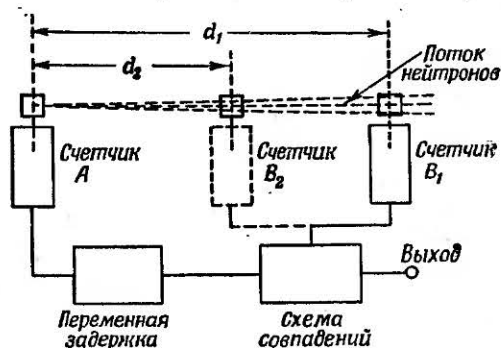 d₁
d₂
Поток
нейтронов
Счетчик
A
Счетчик
B₂
Счетчик
B₁
Выход
Переменная
задержка
Схема
совпадений